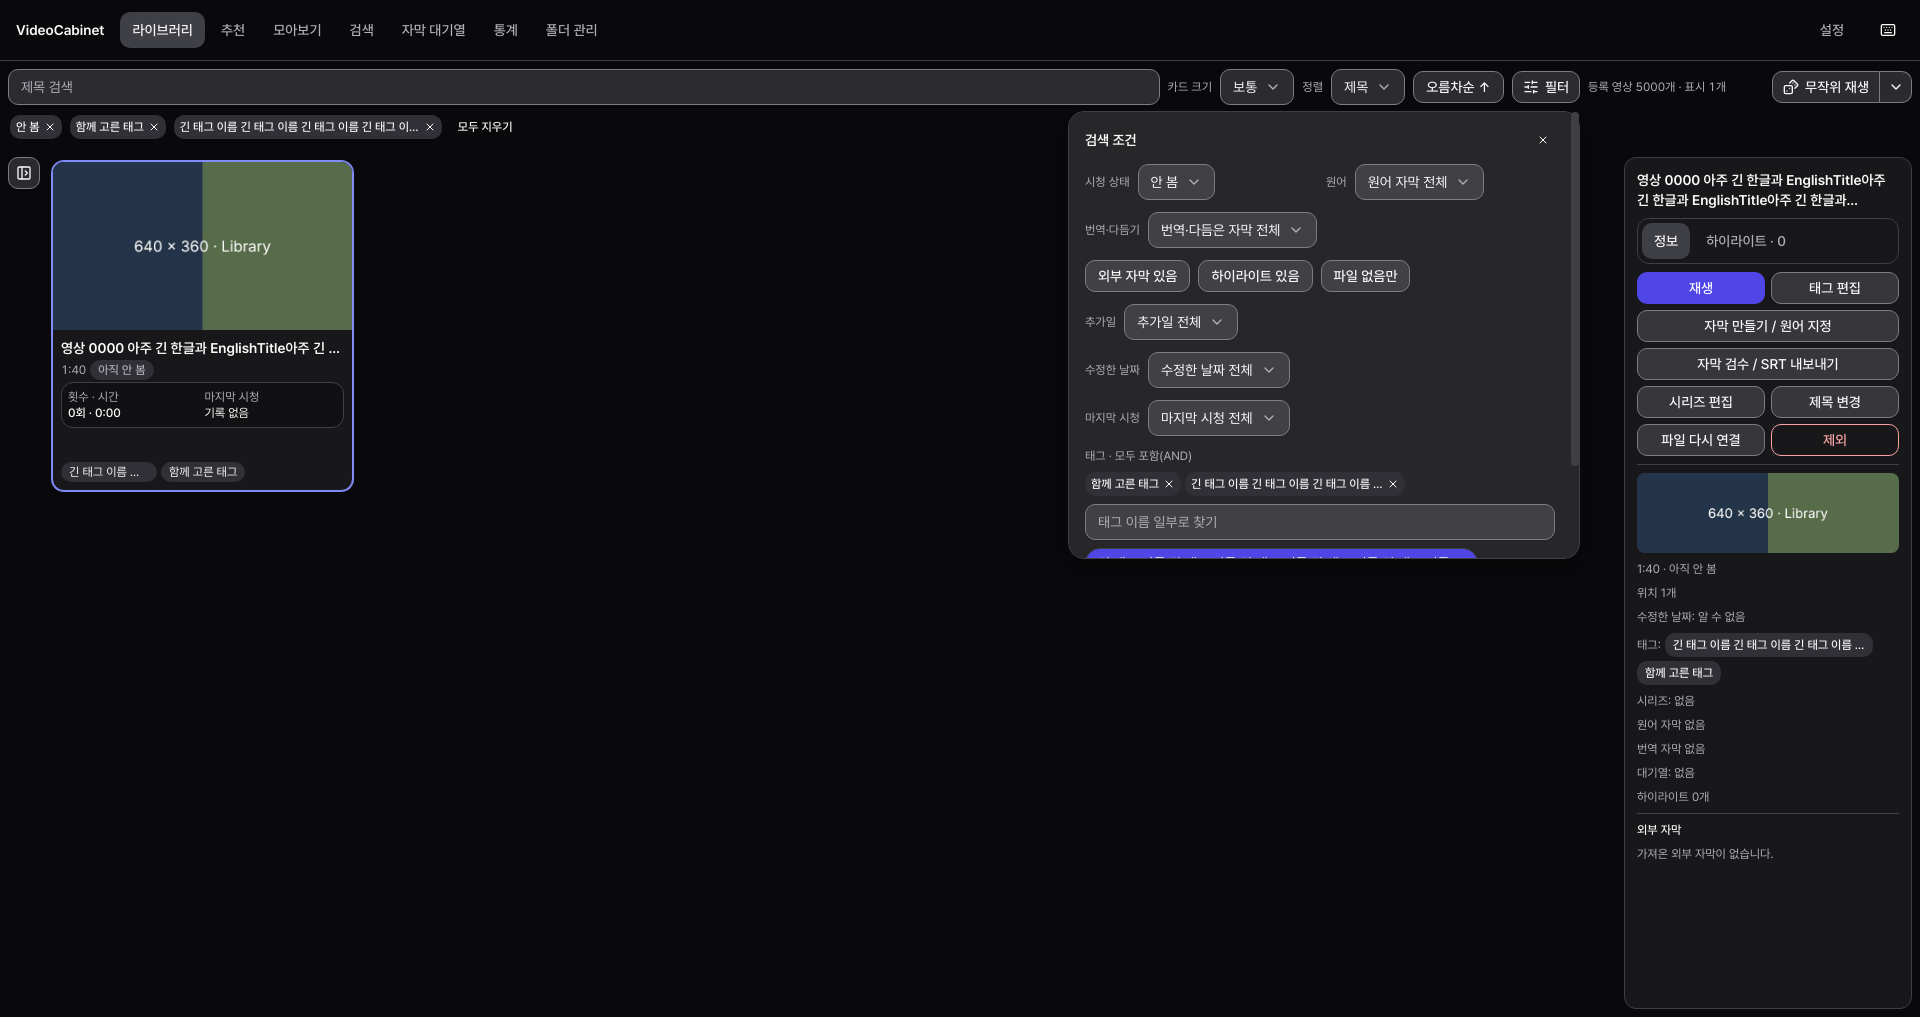 VideoCabinet 라이브러리 추천 모아보기 검색 자막 대기열 통계 폴더 관리 설정
제목 검색 카드 크기 보통 정렬 제목 오름차순 필터 등록 영상 5000개 · 표시 1개 무작위 재생
안 봄 함께 고른 태그 긴 태그 이름 긴 태그 이름 긴 태그 이름 긴 태그 이... 모두 지우기
640 × 360 · Library
영상 0000 아주 긴 한글과 EnglishTitle아주 긴 ...
1:40 아직 안 봄
횟수 · 시간 마지막 시청
0회 · 0:00 기록 없음
긴 태그 이름 ... 함께 고른 태그
검색 조건
시청 상태 안 봄 원어 원어 자막 전체
번역·다듬기 번역·다듬은 자막 전체
외부 자막 있음 하이라이트 있음 파일 없음만
추가일 추가일 전체
수정한 날짜 수정한 날짜 전체
마지막 시청 마지막 시청 전체
태그 · 모두 포함(AND)
함께 고른 태그 긴 태그 이름 긴 태그 이름 긴 태그 이름 ...
태그 이름 일부로 찾기
영상 0000 아주 긴 한글과 EnglishTitle아주
긴 한글과 EnglishTitle아주 긴 한글과...
정보 하이라이트 · 0
재생 태그 편집
자막 만들기 / 원어 지정
자막 검수 / SRT 내보내기
시리즈 편집 제목 변경
파일 다시 연결 제외
640 × 360 · Library
1:40 · 아직 안 봄
위치 1개
수정한 날짜: 알 수 없음
태그: 긴 태그 이름 긴 태그 이름 긴 태그 이름 ...
함께 고른 태그
시리즈: 없음
원어 자막 없음
번역 자막 없음
대기열: 없음
하이라이트 0개
외부 자막
가져온 외부 자막이 없습니다.